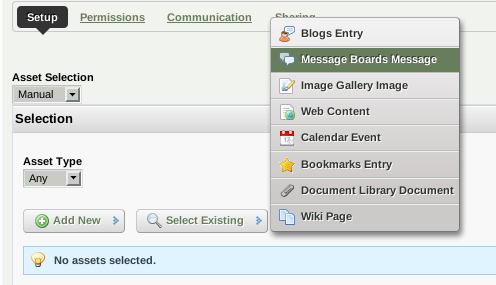 Setup
Permissions
Communication
Sharing
Asset Selection
Manual
Selection
Asset Type
Any
Add New
Select Existing
No assets selected.
Blogs Entry
Message Boards Message
Image Gallery Image
Web Content
Calendar Event
Bookmarks Entry
Document Library Document
Wiki Page